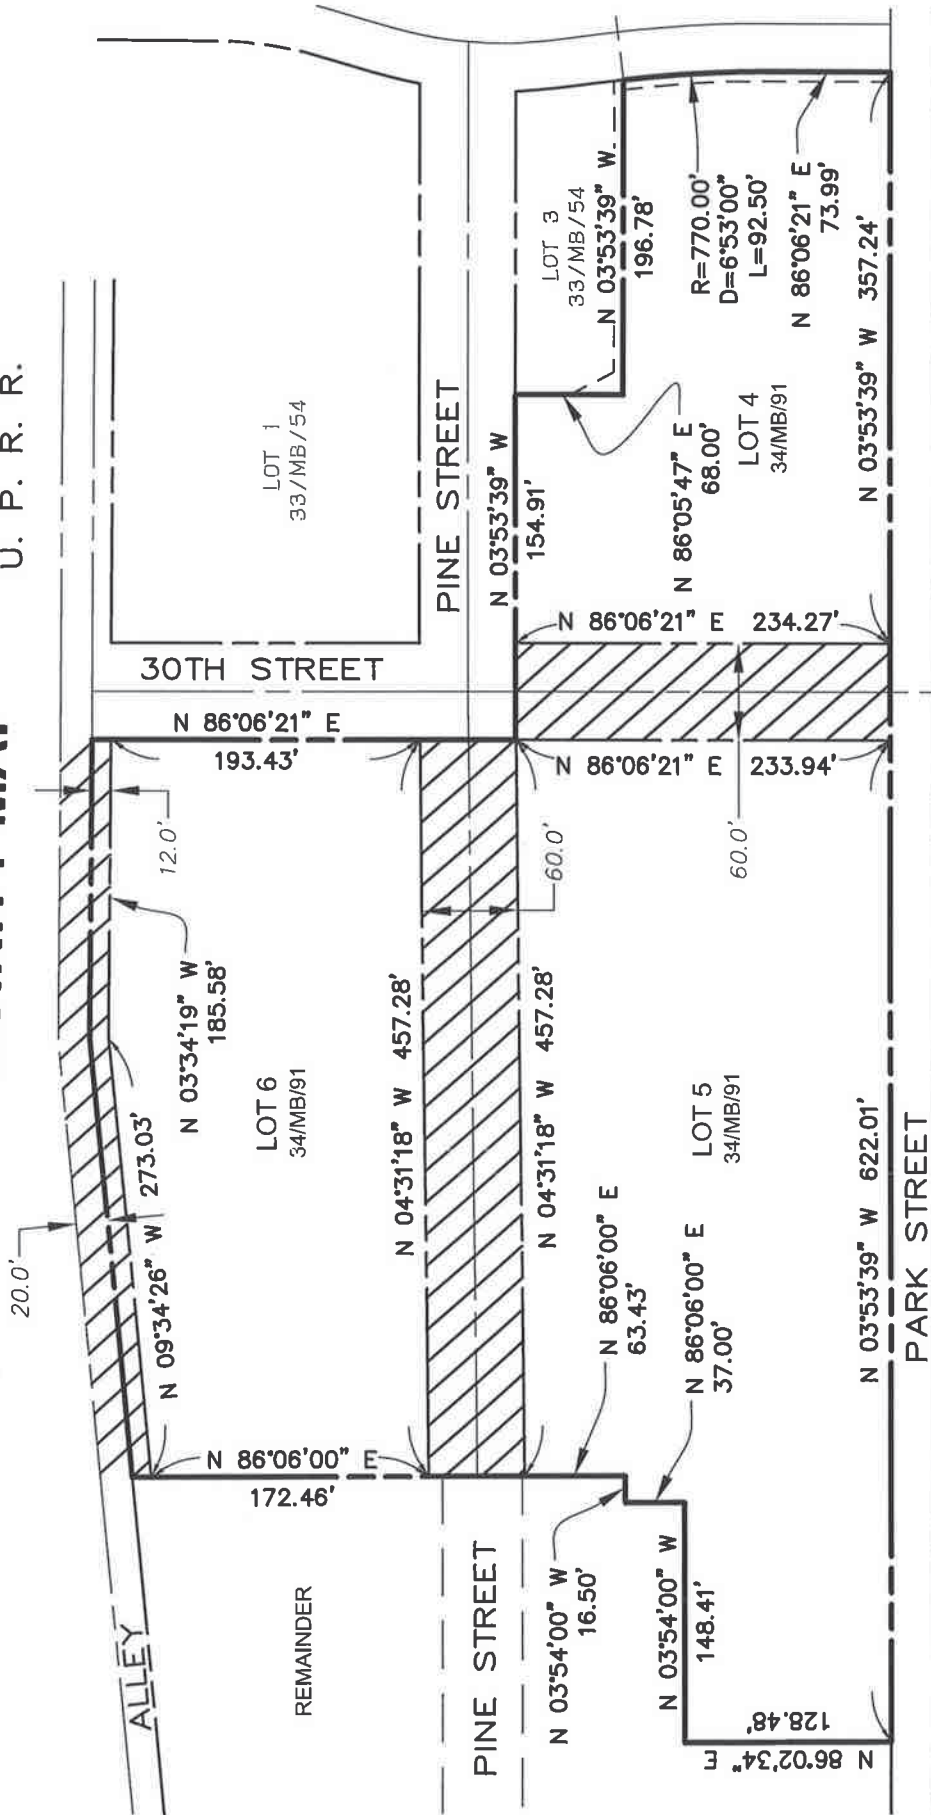 U. P. R. R.
LOT 1
33/MB/54
PINE STREET
LOT 3
33/MB/54
N 03°53'39" W
196.78'
R=770.00'
D=6°53'00"
L=92.50'
N 86°06'21" E
73.99'
N 03°53'39" W
154.91'
N 86°05'47" E
68.00'
LOT 4
34/MB/91
N 03°53'39" W 357.24'
30TH STREET
N 86°06'21" E 234.27'
N 86°06'21" E
193.43'
N 86°06'21" E 233.94'
12.0'
60.0'
60.0'
N 03°34'19" W
185.58'
20.0'
N 09°34'26" W 273.03'
LOT 6
34/MB/91
N 04°31'18" W 457.28'
N 04°31'18" W 457.28'
LOT 5
34/MB/91
N 86°06'00" E
63.43'
N 86°06'00" E
37.00'
N 03°53'39" W 622.01'
PARK STREET
N 98°06'00" E
172.46'
ALLEY
REMAINDER
PINE STREET
N 03°54'00" W
16.50'
N 03°54'00" W
148.41'
128.48'
N 86°02'34" E